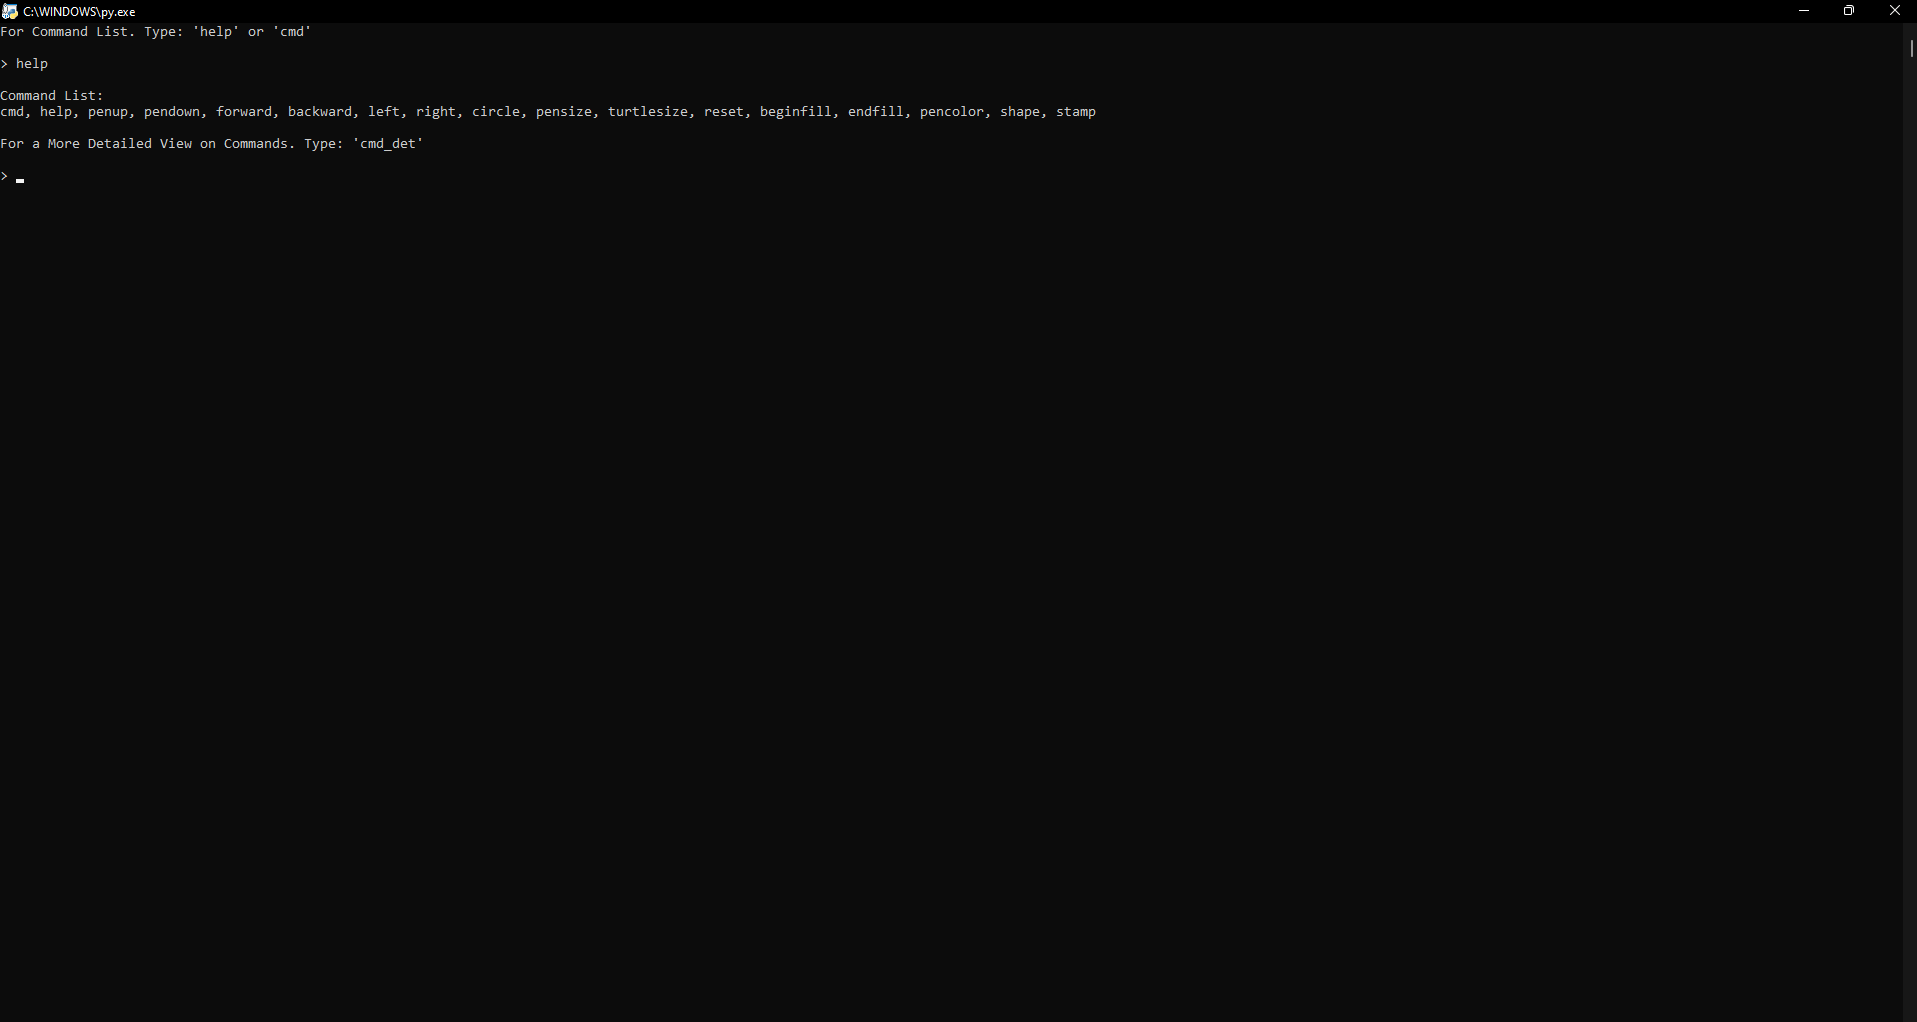 C:\WINDOWS\py.exe
For Command List. Type: 'help' or 'cmd'
> help
Command List:
cmd, help, penup, pendown, forward, backward, left, right, circle, pensize, turtlesize, reset, beginfill, endfill, pencolor, shape, stamp
For a More Detailed View on Commands. Type: 'cmd_det'
>